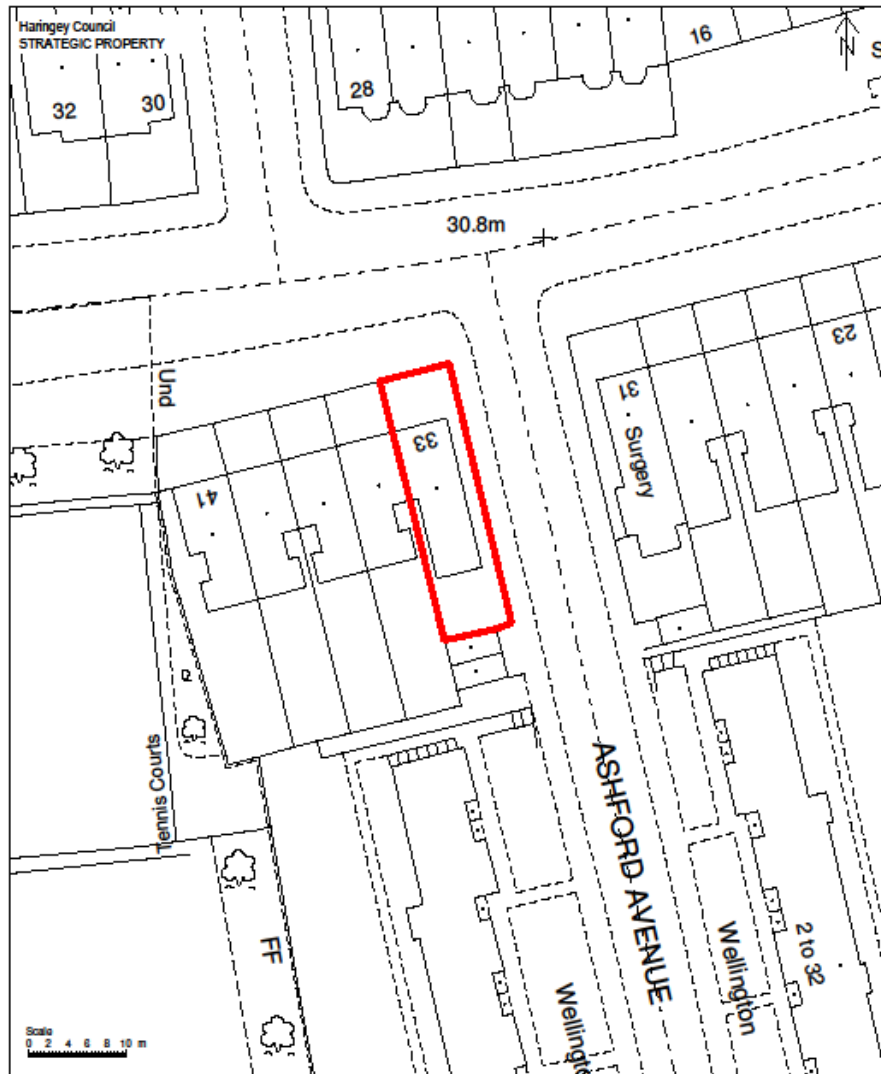 Haringey Council
STRATEGIC PROPERTY
16
N
S
28
32
30
30.8m
23
Und
31
33
Surgery
41
Tennis Courts
ASHFORD AVENUE
FF
2 to 32
Wellington
Wellington
Scale
0 2 4 6 8 10 m